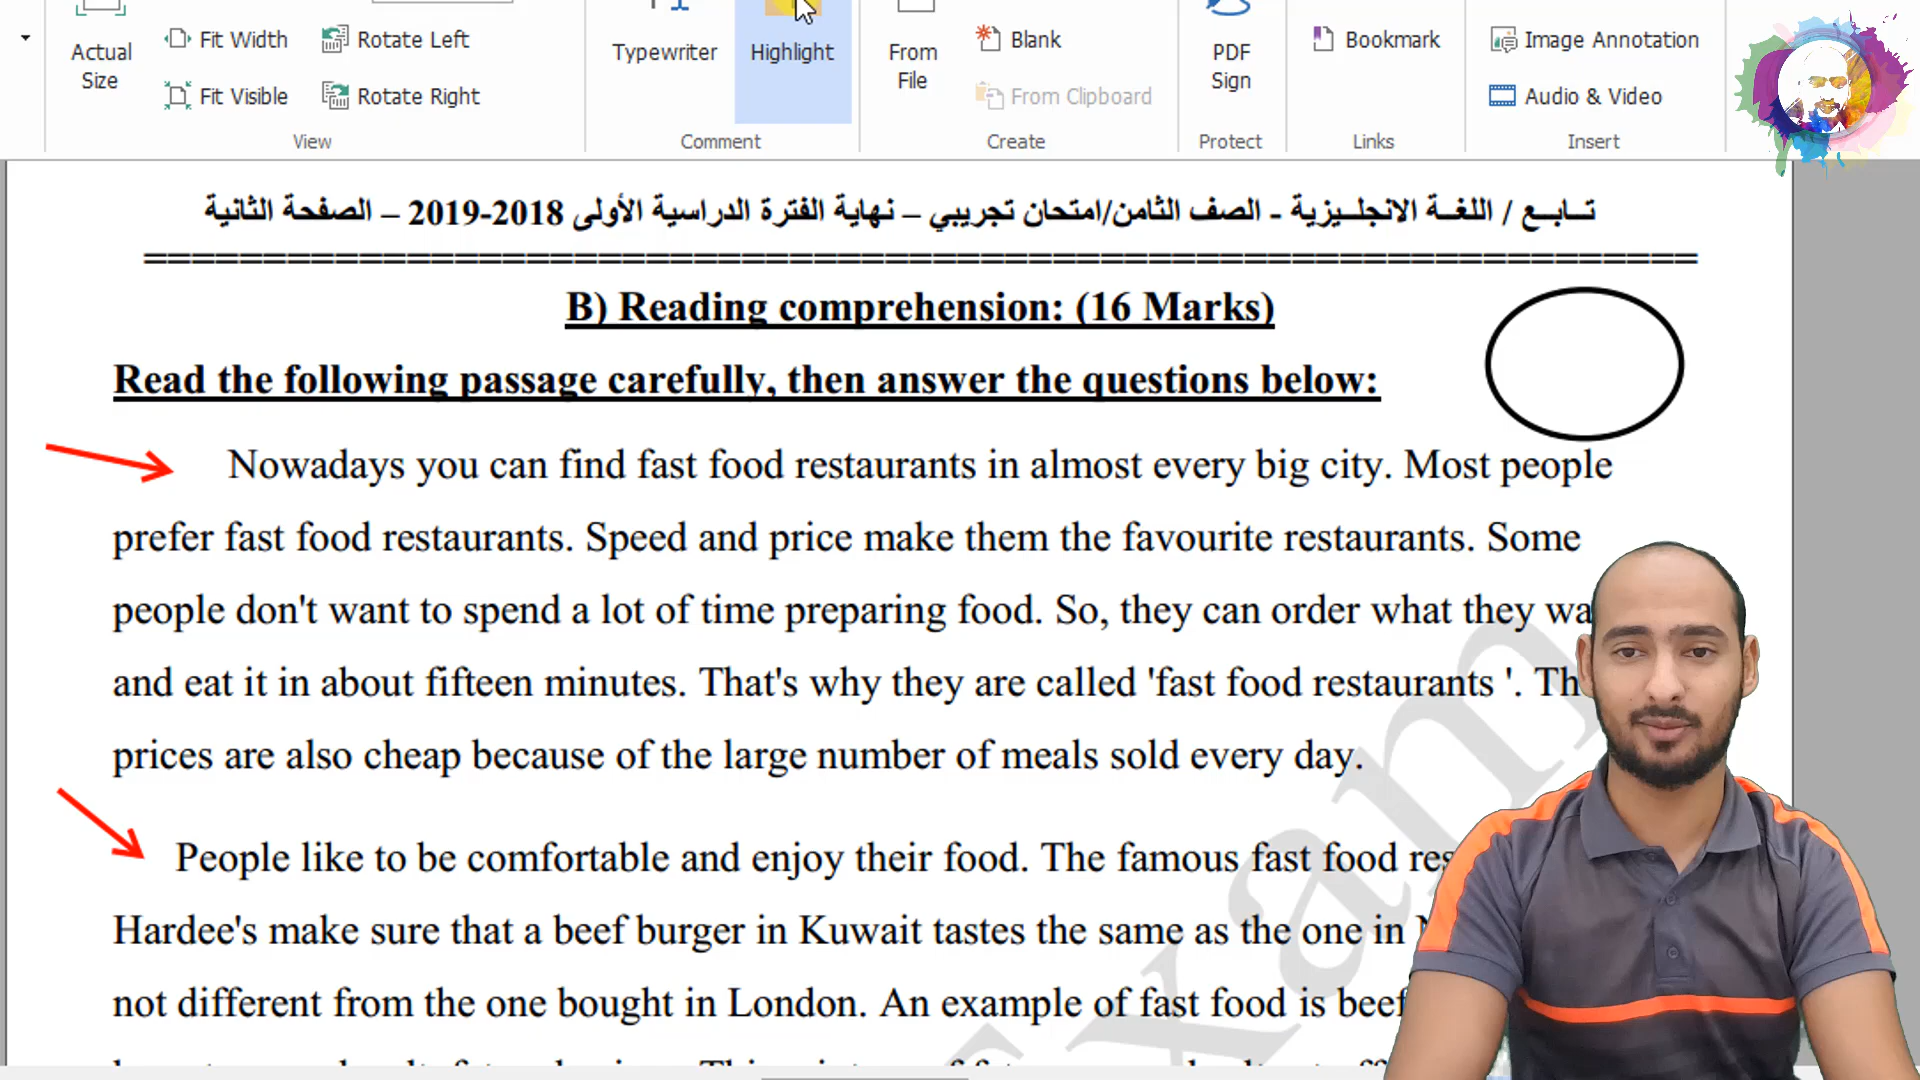 Actual
Size
Fit Width
Fit Visible
Rotate Left
Rotate Right
View
Typewriter
Highlight
Comment
From
File
Blank
From Clipboard
Create
PDF
Sign
Protect
Bookmark
Links
Image Annotation
Audio & Video
Insert
تــابــع / اللغــة الانجلــيزية - الصف الثامن/امتحان تجريبي – نهاية الفترة الدراسية الأولى 2018-2019 – الصفحة الثانية
B) Reading comprehension: (16 Marks)
Read the following passage carefully, then answer the questions below:
Nowadays you can find fast food restaurants in almost every big city. Most people
prefer fast food restaurants. Speed and price make them the favourite restaurants. Some
people don't want to spend a lot of time preparing food. So, they can order what they
and eat it in about fifteen minutes. That's why they are called 'fast food restaurants '.
prices are also cheap because of the large number of meals sold every day.
People like to be comfortable and enjoy their food. The famous fast food
Hardee's make sure that a beef burger in Kuwait tastes the same as the one in
not different from the one bought in London. An example of fast food is beef
Exam